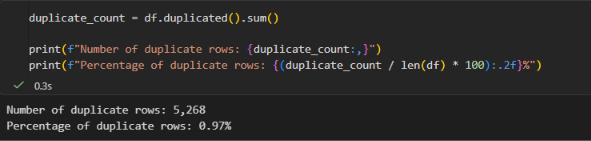 duplicate_count = df.duplicated().sum()
print(f"Number of duplicate rows: {duplicate_count:,}")
print(f"Percentage of duplicate rows: {(duplicate_count / len(df) * 100):.2f}%")
0.3s
Number of duplicate rows: 5,268
Percentage of duplicate rows: 0.97%